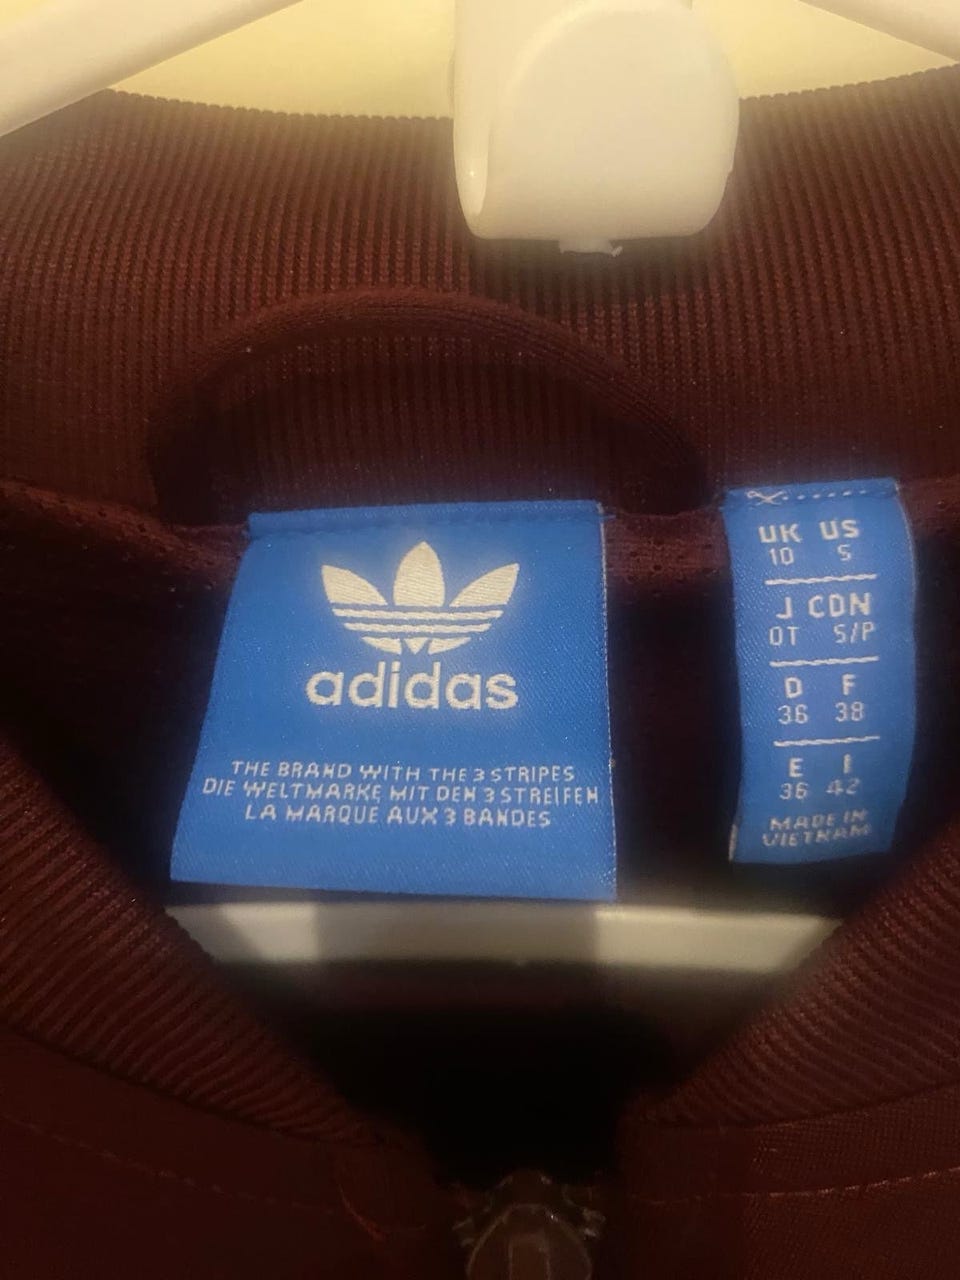 adidas
THE BRAND WITH THE 3 STRIPES
DIE WELTMARKE MIT DEN 3 STREIFEN
LA MARQUE AUX 3 BANDES
UK US
10 S
J CDN
OT S/P
D F
36 38
E I
36 42
MADE IN
VIETNAM